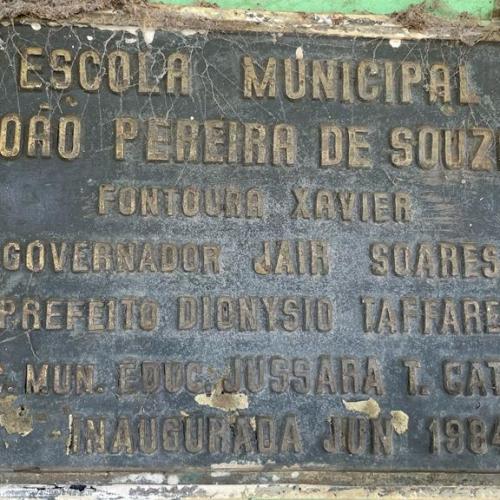 ESCOLA MUNICIPAL
OÃO PEREIRA DE SOUZ
FONTOURA XAVIER
GOVERNADOR JAIR SOARES
PREFEITO DIONYSIO TAFFARE
. MUN. EDUC. JUSSARA T. CAT
INAUGURADA JUN 1984